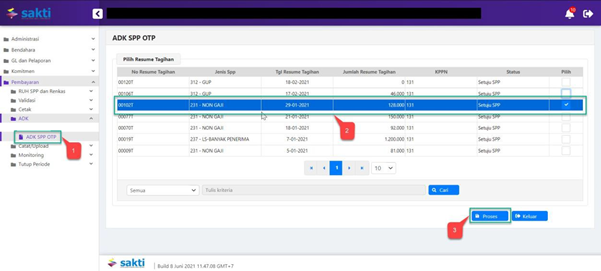 sakti
10
Administrasi
Bendahara
GL dan Pelaporan
Komitmen
Pembayaran
RUH SPP dan Renkas
Validasi
Cetak
ADK
ADK SPP OTP
Catat/Upload
Monitoring
Tutup Periode
1
ADK SPP OTP
Pilih Resume Tagihan
No Resume Tagihan Jenis Spp Tgl Resume Tagihan Jumlah Resume Tagihan KPPN Status Pilih
00120T 312 - GUP 18-02-2021 0 131 Setuju SPP
00106T 312 - GUP 17-02-2021 46.000 131 Setuju SPP
00102T 231 - NON GAJI 29-01-2021 128.000 131 Setuju SPP
00077T 231 - NON GAJI 21-01-2021 150.000 131 Setuju SPP
00070T 231 - NON GAJI 18-01-2021 92.000 131 Setuju SPP
00019T 237 - LS-BANYAK PENERIMA 7-01-2021 1.200.000 131 Setuju SPP
00009T 231 - NON GAJI 5-01-2021 81.000 131 Setuju SPP
2
« ‹ 1 › » 10
Semua Tulis kriteria Cari
3
Proses Keluar
sakti Build 8 Juni 2021 11.47.08 GMT+7